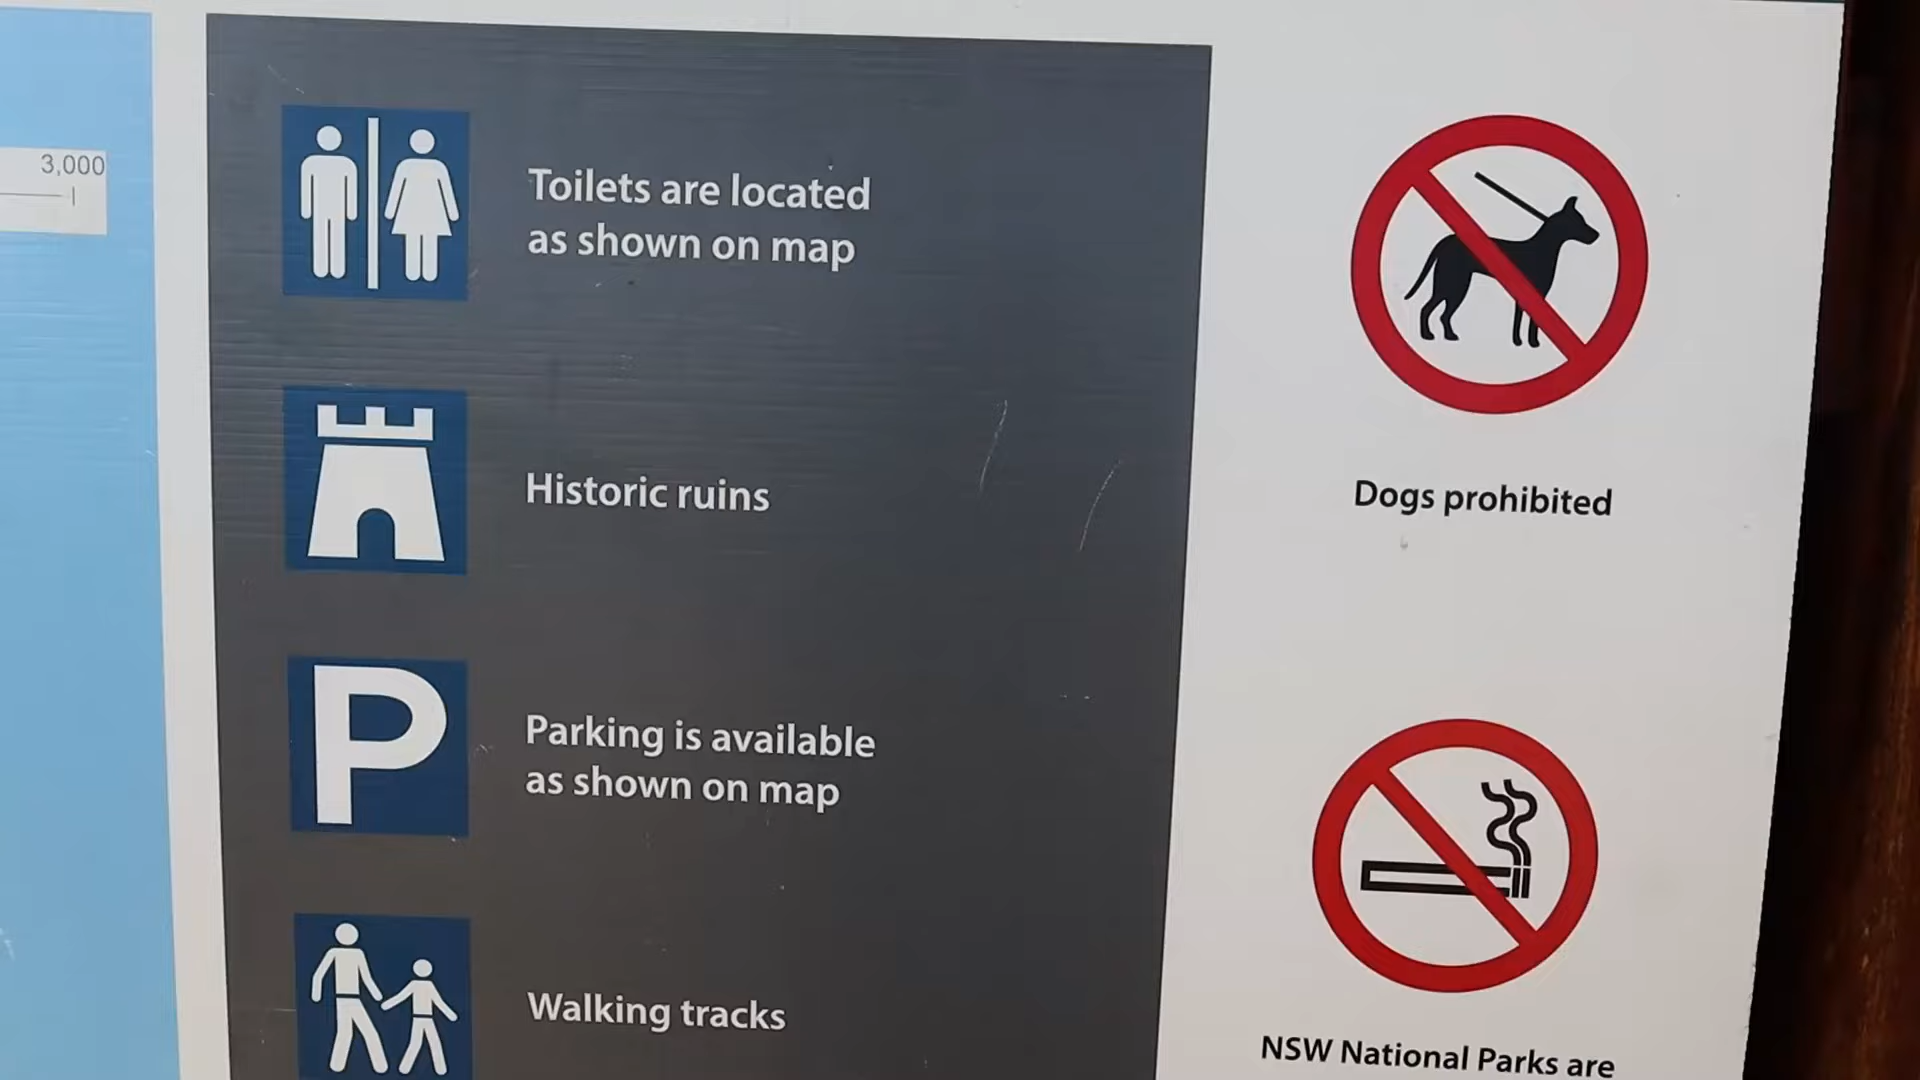 3,000
Toilets are located
as shown on map
Historic ruins
P
Parking is available
as shown on map
Walking tracks
Dogs prohibited
NSW National Parks are